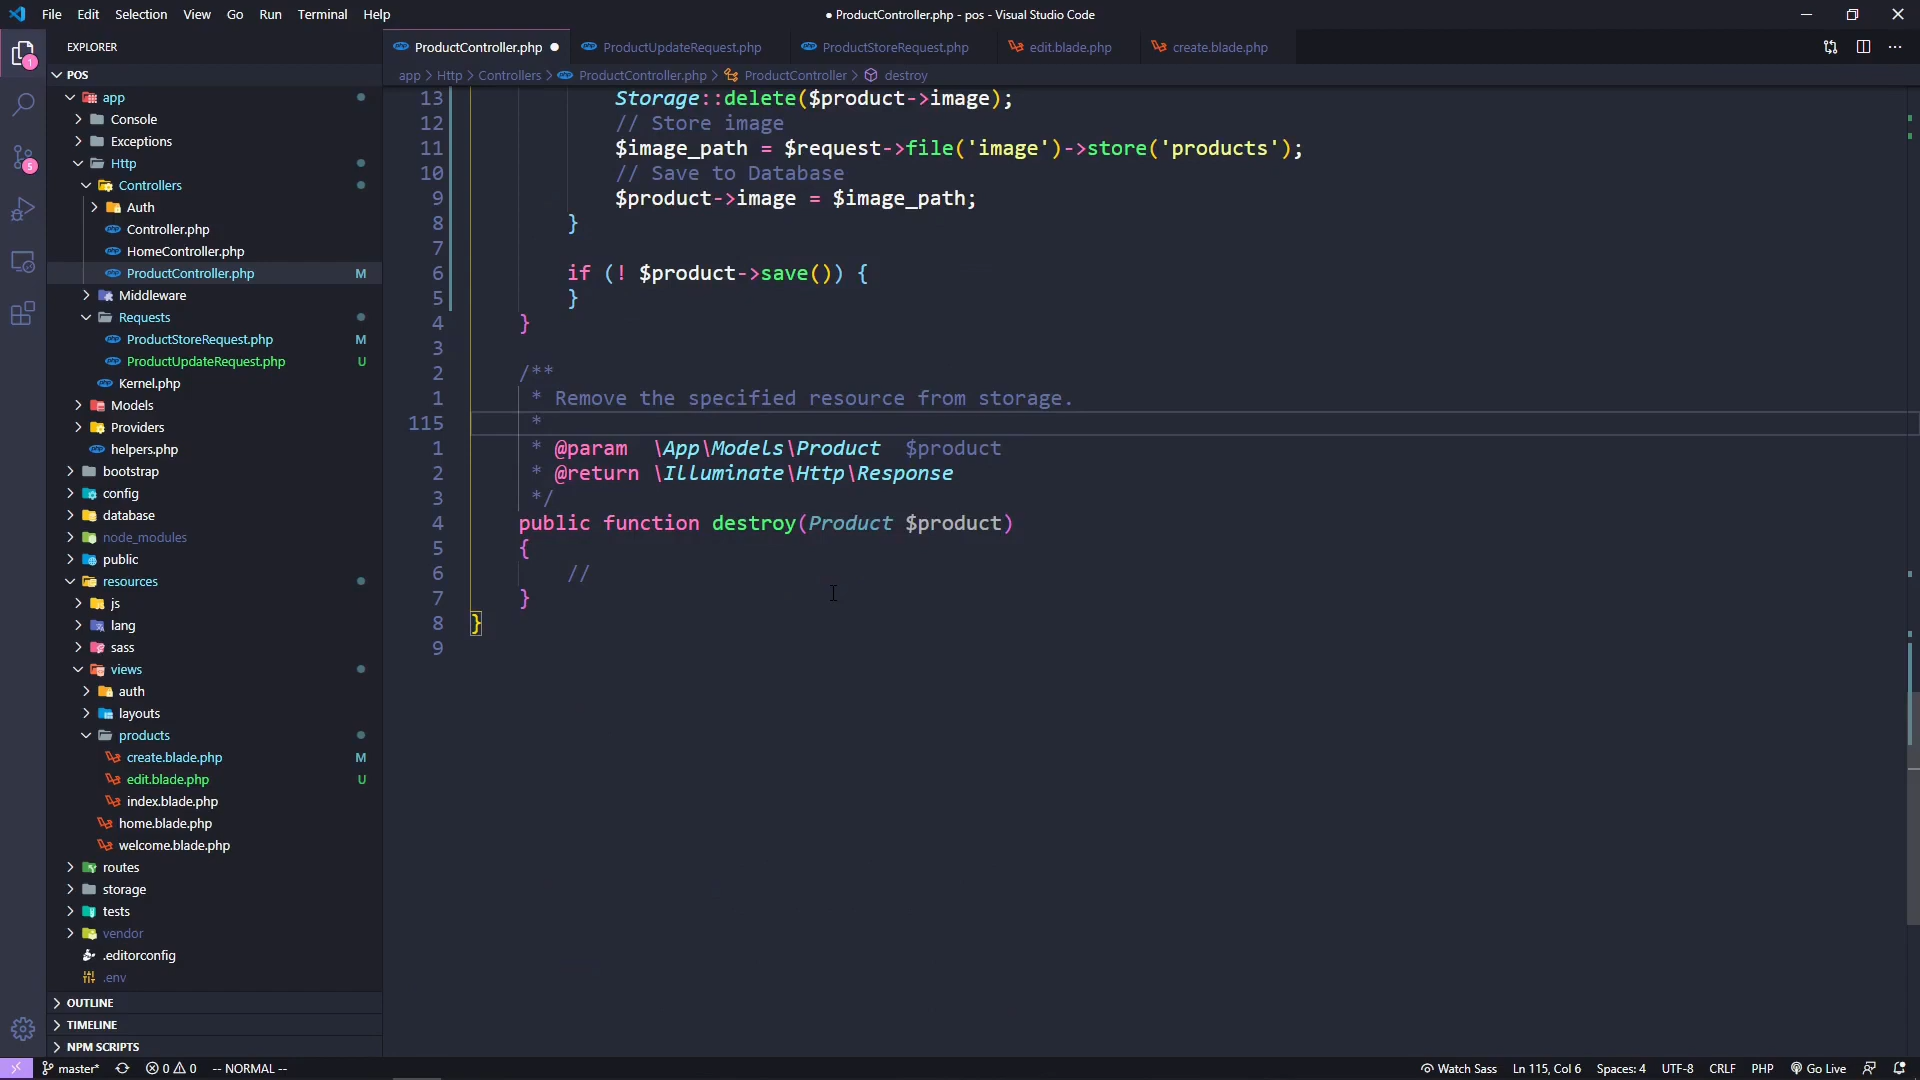 File Edit Selection View Go Run Terminal Help
● ProductController.php - pos - Visual Studio Code
EXPLORER
ProductController.php ●
ProductUpdateRequest.php
ProductStoreRequest.php
edit.blade.php
create.blade.php
app > Http > Controllers > ProductController.php > ProductController > destroy
1
5
POS
app
Console
Exceptions
Http
Controllers
Auth
Controller.php
HomeController.php
ProductController.php M
Middleware
Requests
ProductStoreRequest.php M
ProductUpdateRequest.php U
Kernel.php
Models
Providers
helpers.php
bootstrap
config
database
node_modules
public
resources
js
lang
sass
views
auth
layouts
products
create.blade.php M
edit.blade.php U
index.blade.php
home.blade.php
welcome.blade.php
routes
storage
tests
vendor
.editorconfig
.env
OUTLINE
TIMELINE
NPM SCRIPTS
13 Storage::delete($product->image);
12 // Store image
11 $image_path = $request->file('image')->store('products');
10 // Save to Database
9 $product->image = $image_path;
8 }
7
6 if (! $product->save()) {
5 }
4 }
3
2 /**
1 * Remove the specified resource from storage.
115 *
1 * @param  \App\Models\Product  $product
2 * @return \Illuminate\Http\Response
3 */
4 public function destroy(Product $product)
5 {
6 //
7 }
8 }
9
master* 0 0 -- NORMAL --
Watch Sass Ln 115, Col 6 Spaces: 4 UTF-8 CRLF PHP Go Live